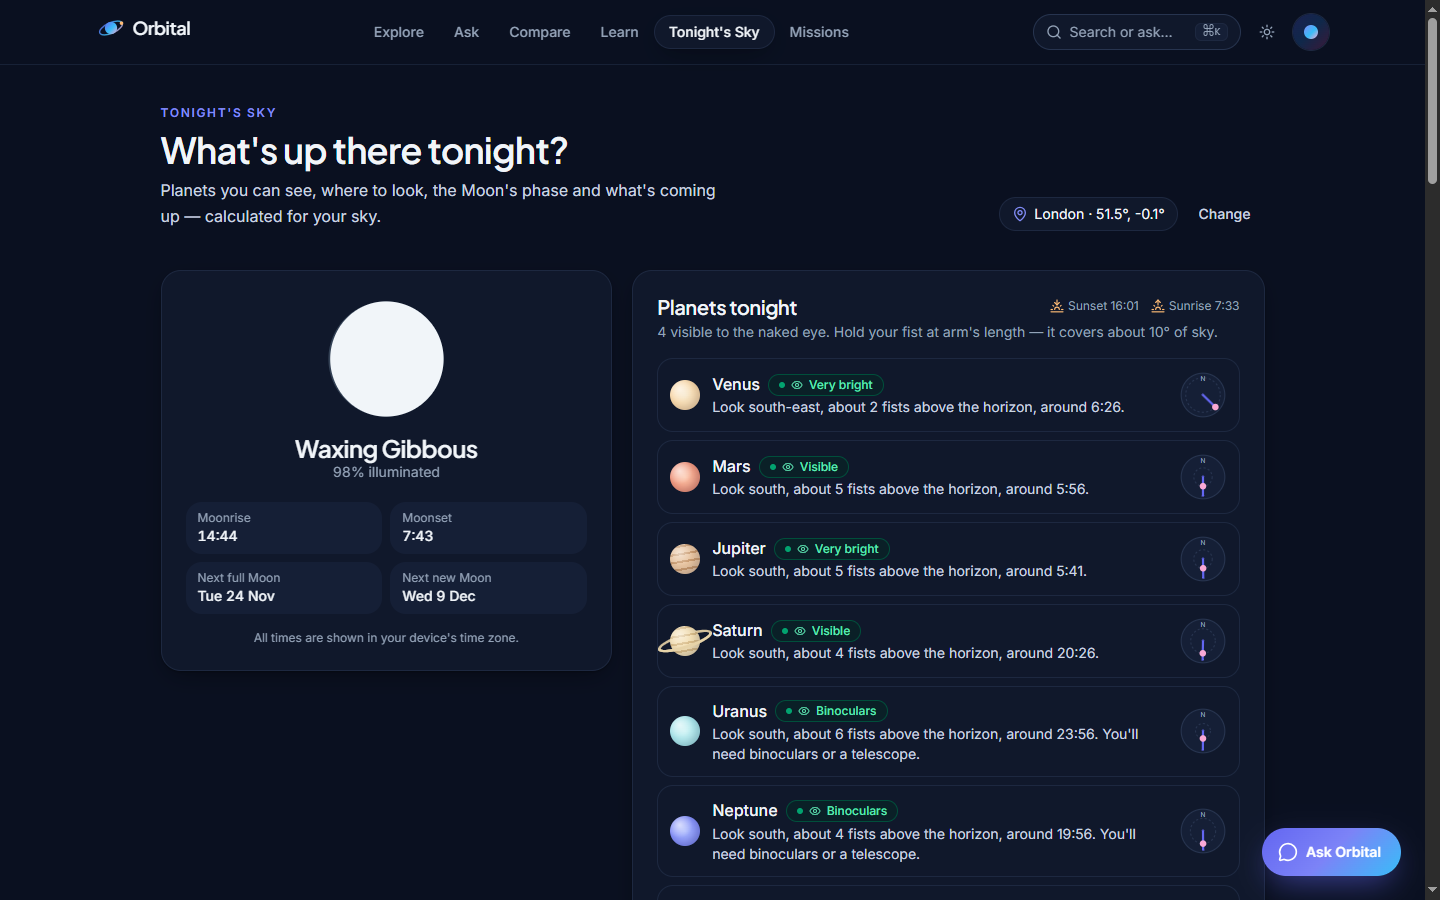 Orbital
Explore
Ask
Compare
Learn
Tonight's Sky
Missions
Search or ask...
⌘K
TONIGHT'S SKY
What's up there tonight?
Planets you can see, where to look, the Moon's phase and what's coming
up — calculated for your sky.
London · 51.5°, -0.1°
Change
Waxing Gibbous
98% illuminated
Moonrise
14:44
Moonset
7:43
Next full Moon
Tue 24 Nov
Next new Moon
Wed 9 Dec
All times are shown in your device's time zone.
Planets tonight
Sunset 16:01
Sunrise 7:33
4 visible to the naked eye. Hold your fist at arm's length — it covers about 10° of sky.
Venus
Very bright
Look south-east, about 2 fists above the horizon, around 6:26.
N
Mars
Visible
Look south, about 5 fists above the horizon, around 5:56.
N
Jupiter
Very bright
Look south, about 5 fists above the horizon, around 5:41.
N
Saturn
Visible
Look south, about 4 fists above the horizon, around 20:26.
N
Uranus
Binoculars
Look south, about 6 fists above the horizon, around 23:56. You'll
need binoculars or a telescope.
N
Neptune
Binoculars
Look south, about 4 fists above the horizon, around 19:56. You'll
need binoculars or a telescope.
N
Ask Orbital